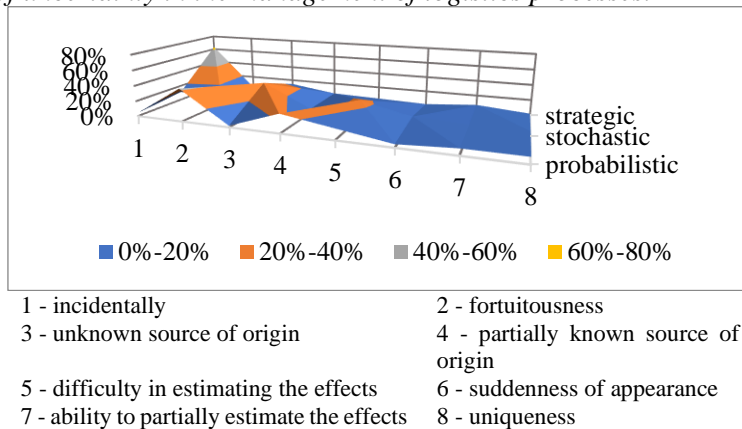 80%
60%
40%
20%
0%
strategic
stochastic
probabilistic
1 2 3 4 5 6 7 8
0%-20% 20%-40% 40%-60% 60%-80%
1 - incidentally 2 - fortuitousness
3 - unknown source of origin 4 - partially known source of
origin
5 - difficulty in estimating the effects 6 - suddenness of appearance
7 - ability to partially estimate the effects 8 - uniqueness